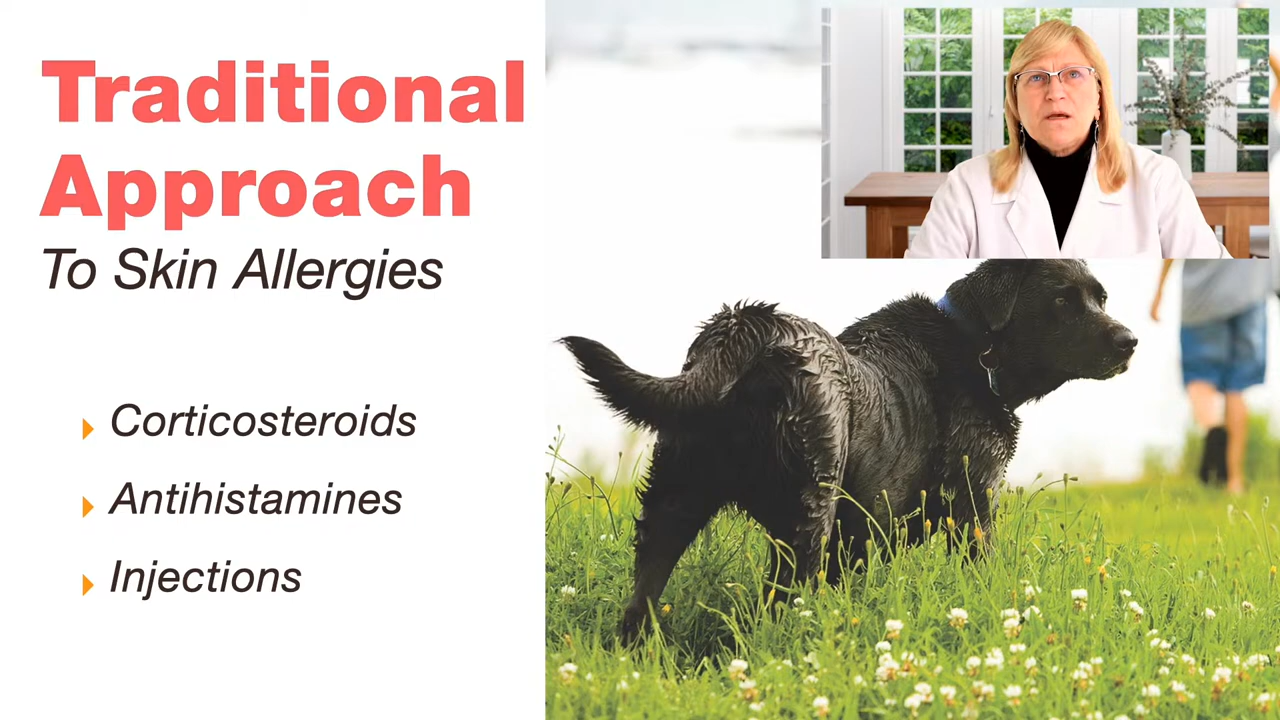 Traditional
Approach
To Skin Allergies
Corticosteroids
Antihistamines
Injections